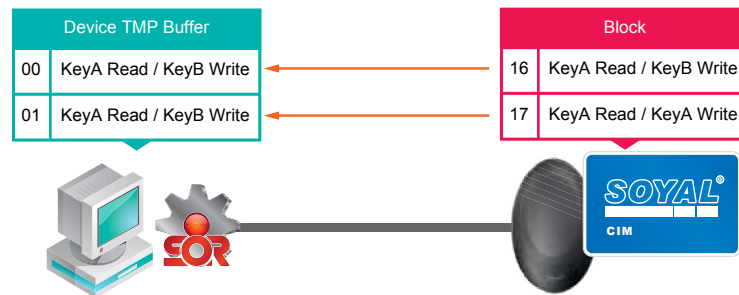 Device TMP Buffer
00 KeyA Read / KeyB Write
01 KeyA Read / KeyB Write
Block
16 KeyA Read / KeyB Write
17 KeyA Read / KeyA Write
SOR
SOYAL®
CIM